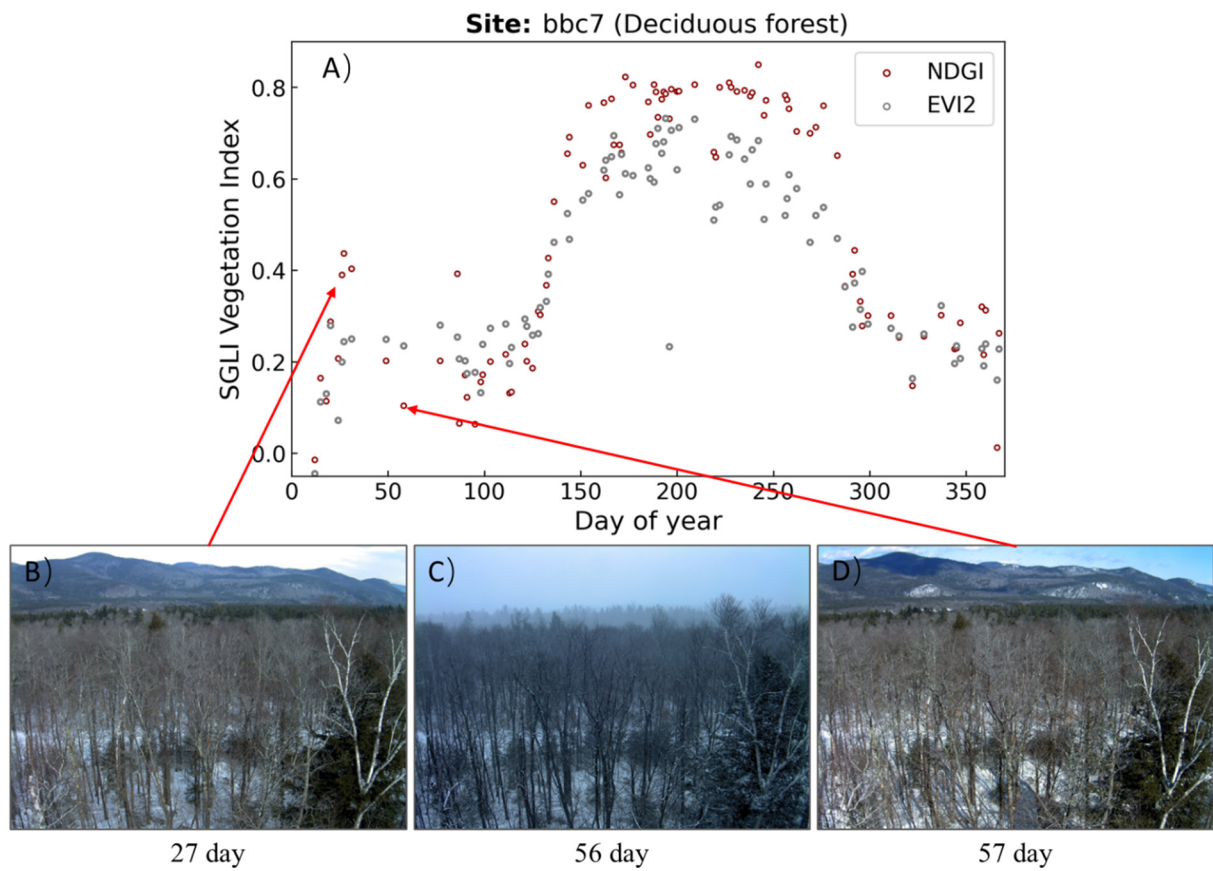 Site: bbc7 (Deciduous forest)
A)
NDGI
EVI2
0.8
0.6
0.4
0.2
0.0
SGLI Vegetation Index
0 50 100 150 200 250 300 350
Day of year
B) C) D)
27 day 56 day 57 day